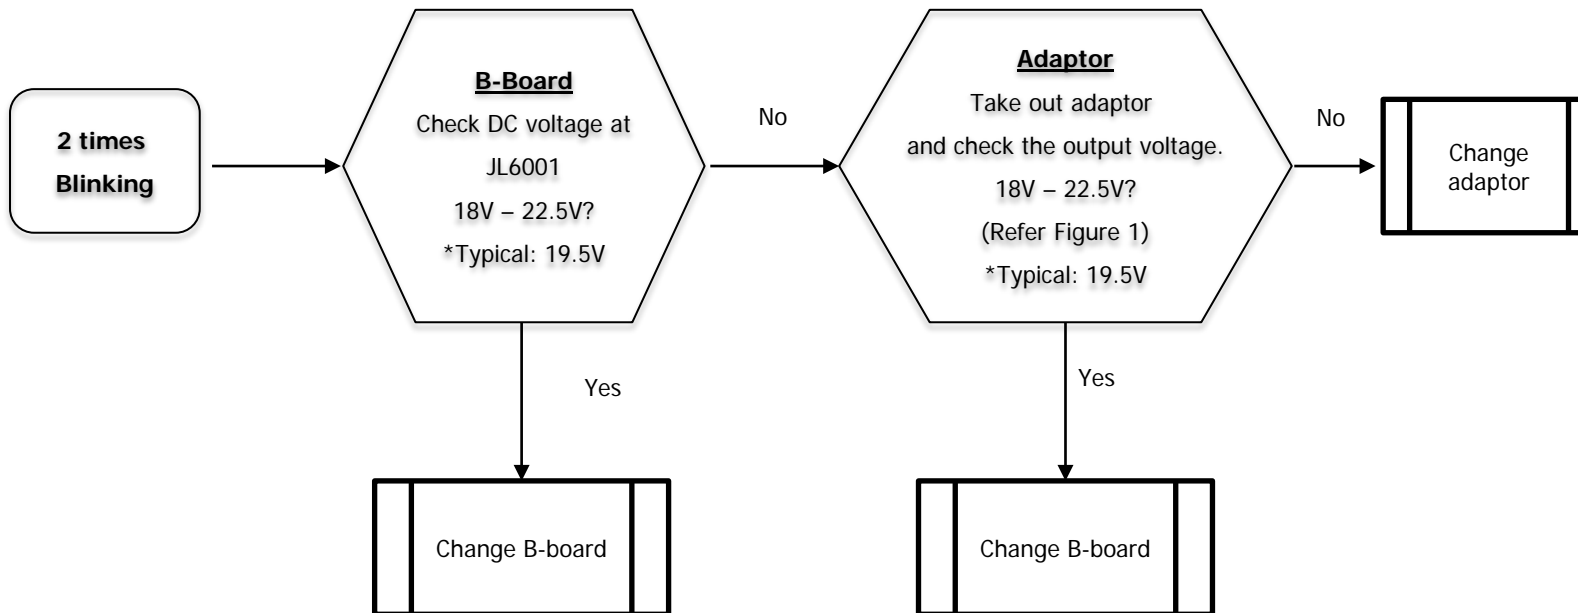 2 times
Blinking
B-Board
Check DC voltage at
JL6001
18V – 22.5V?
*Typical: 19.5V
No
Adaptor
Take out adaptor
and check the output voltage.
18V – 22.5V?
(Refer Figure 1)
*Typical: 19.5V
No
Change
adaptor
Yes
Yes
Change B-board
Change B-board